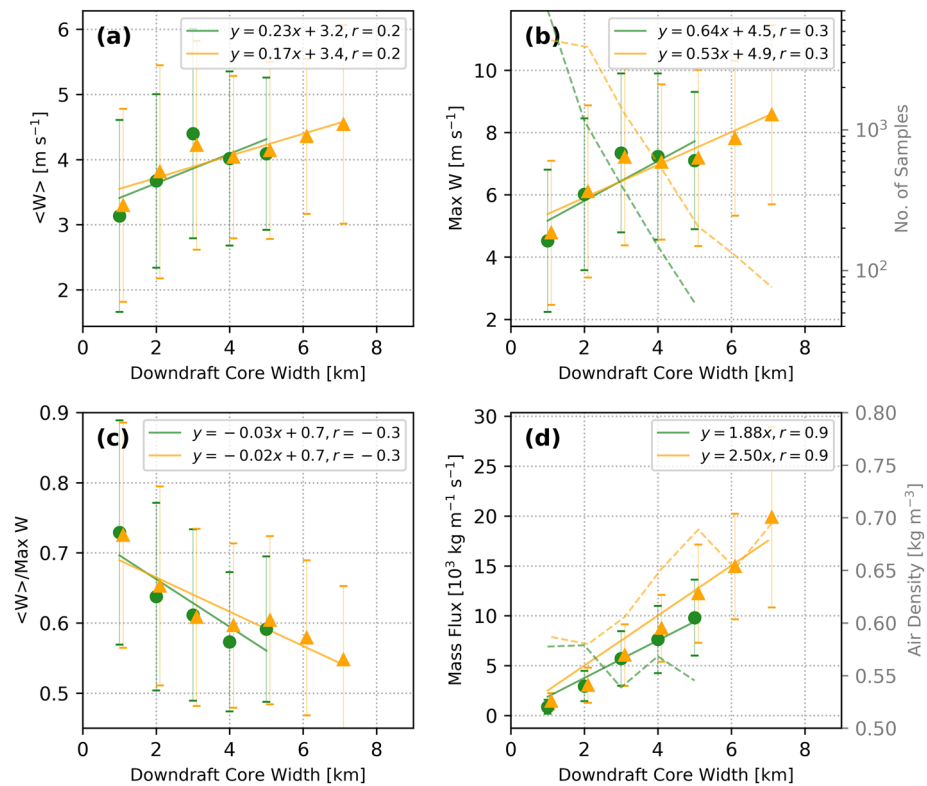 (a)
y = 0.23x + 3.2, r = 0.2
y = 0.17x + 3.4, r = 0.2
<W> [m s⁻¹]
6
5
4
3
2
0 2 4 6 8
Downdraft Core Width [km]
(b)
y = 0.64x + 4.5, r = 0.3
y = 0.53x + 4.9, r = 0.3
Max W [m s⁻¹]
10
8
6
4
2
10³
10²
No. of Samples
0 2 4 6 8
Downdraft Core Width [km]
(c)
y = −0.03x + 0.7, r = −0.3
y = −0.02x + 0.7, r = −0.3
<W>/Max W
0.9
0.8
0.7
0.6
0.5
0 2 4 6 8
Downdraft Core Width [km]
(d)
y = 1.88x, r = 0.9
y = 2.50x, r = 0.9
Mass Flux [10³ kg m⁻¹ s⁻¹]
30
25
20
15
10
5
0
0.80
0.75
0.70
0.65
0.60
0.55
0.50
Air Density [kg m⁻³]
0 2 4 6 8
Downdraft Core Width [km]